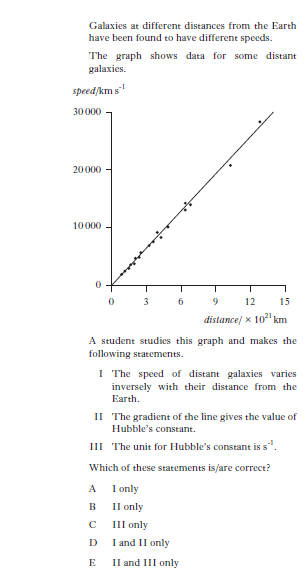 Galaxies at different distances from the Earth
have been found to have different speeds.
The graph shows data for some distant
galaxies.
speed/km s⁻¹
30 000
20 000
10 000
0
0 3 6 9 12 15
distance/ × 10²¹ km
A student studies this graph and makes the
following statements.
I The speed of distant galaxies varies
inversely with their distance from the
Earth.
II The gradient of the line gives the value of
Hubble's constant.
III The unit for Hubble's constant is s⁻¹.
Which of these statements is/are correct?
A I only
B II only
C III only
D I and II only
E II and III only